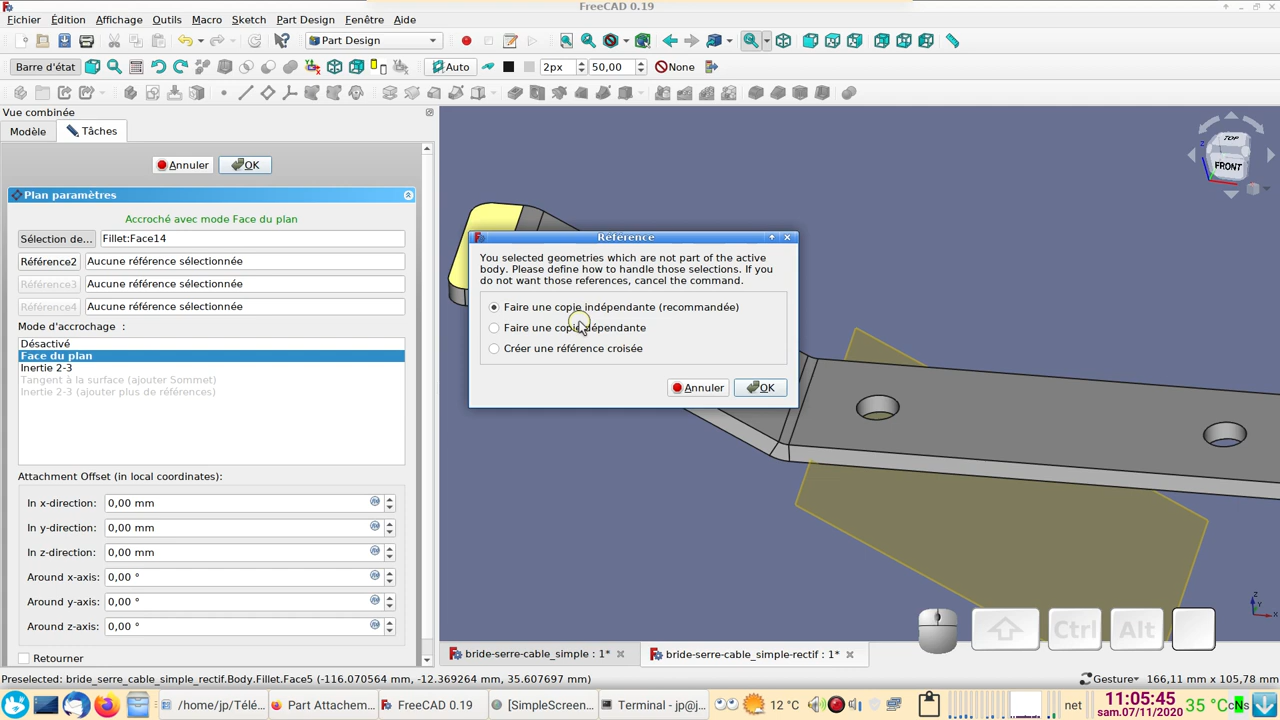 FreeCAD 0.19
Fichier Édition Affichage Outils Macro Sketch Part Design Fenêtre Aide
Part Design
Barre d'état Auto 2px 50,00 None
Vue combinée
Modèle Tâches
Annuler OK
Plan paramètres
Accroché avec mode Face du plan
Sélection de... Fillet:Face14
Référence2 Aucune référence sélectionnée
Référence3 Aucune référence sélectionnée
Référence4 Aucune référence sélectionnée
Mode d'accrochage :
Désactivé
Face du plan
Inertie 2-3
Tangent à la surface (ajouter Sommet)
Inertie 2-3 (ajouter plus de références)
Attachment Offset (in local coordinates):
In x-direction: 0,00 mm
In y-direction: 0,00 mm
In z-direction: 0,00 mm
Around x-axis: 0,00 °
Around y-axis: 0,00 °
Around z-axis: 0,00 °
Retourner
Référence
You selected geometries which are not part of the active
body. Please define how to handle those selections. If you
do not want those references, cancel the command.
Faire une copie indépendante (recommandée)
Faire une copie dépendante
Créer une référence croisée
Annuler OK
TOP
FRONT
Z
Ctrl Alt
bride-serre-cable_simple : 1* bride-serre-cable_simple-rectif : 1*
Preselected: bride_serre_cable_simple_rectif.Body.Fillet.Face5 (-116.070564 mm, -12.369264 mm, 35.607697 mm) Gesture 166,11 mm x 105,78 mm
/home/jp/Télé... Part Attachem... FreeCAD 0.19 [SimpleScreen... Terminal - jp@j... 12 °C net 11:05:45 35 °C
sam.07/11/2020